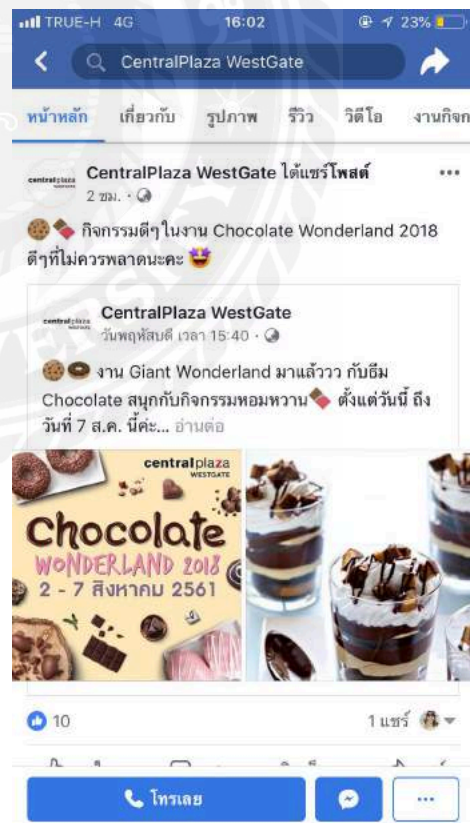 TRUE-H 4G 16:02 23%
CentralPlaza WestGate
หน้าหลัก เกี่ยวกับ รูปภาพ รีวิว วิดีโอ งานกิจก
CentralPlaza WestGate ได้แชร์โพสต์
2 ชม. ·
กิจกรรมดีๆในงาน Chocolate Wonderland 2018
ดีๆที่ไม่ควรพลาดนะคะ
CentralPlaza WestGate
วันพฤหัสบดี เวลา 15:40 ·
งาน Giant Wonderland มาแล้ววว กับธีม
Chocolate สนุกกับกิจกรรมหอมหวาน ตั้งแต่วันนี้ ถึง
วันที่ 7 ส.ค. นี้ค่ะ... อ่านต่อ
centralplaza
WESTGATE
Chocolate
WONDERLAND 2018
2 - 7 สิงหาคม 2561
10 1 แชร์
โทรเลย